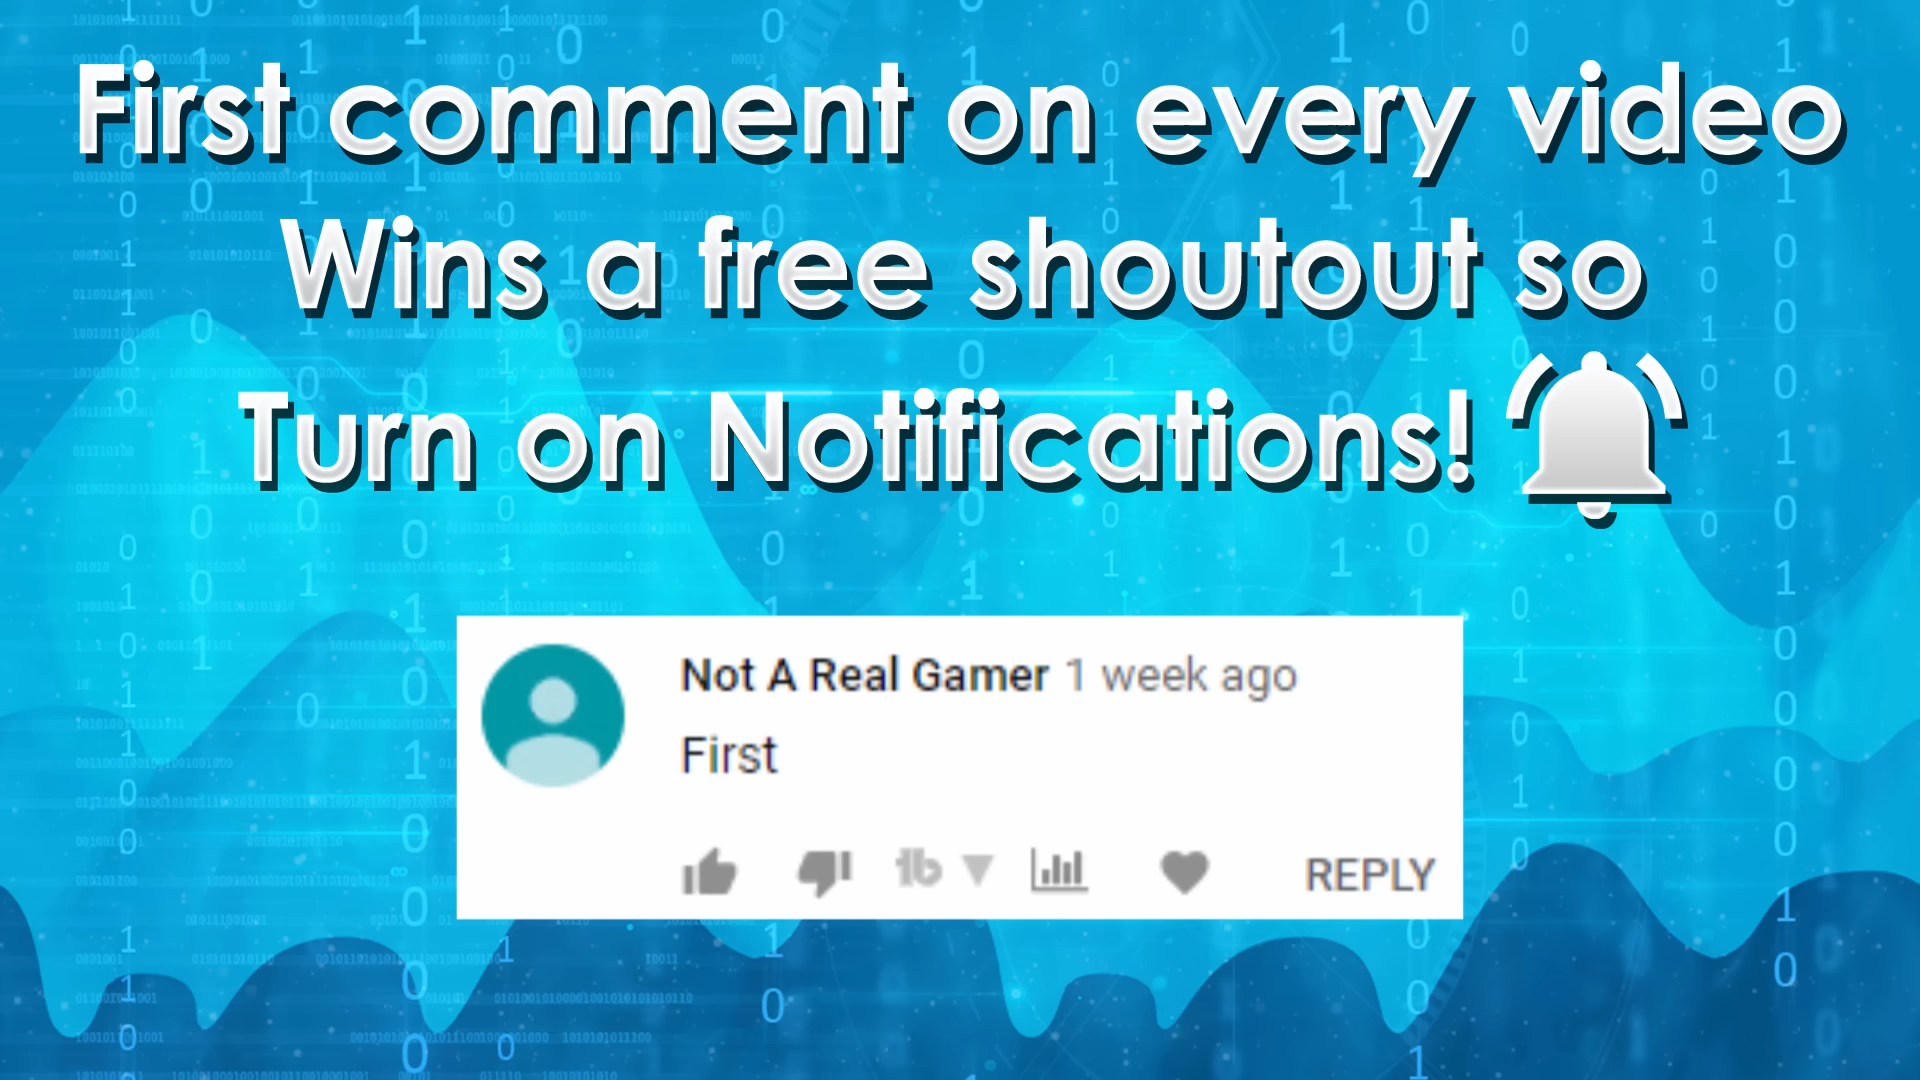 First comment on every video
Wins a free shoutout so
Turn on Notifications!
Not A Real Gamer 1 week ago
First
REPLY